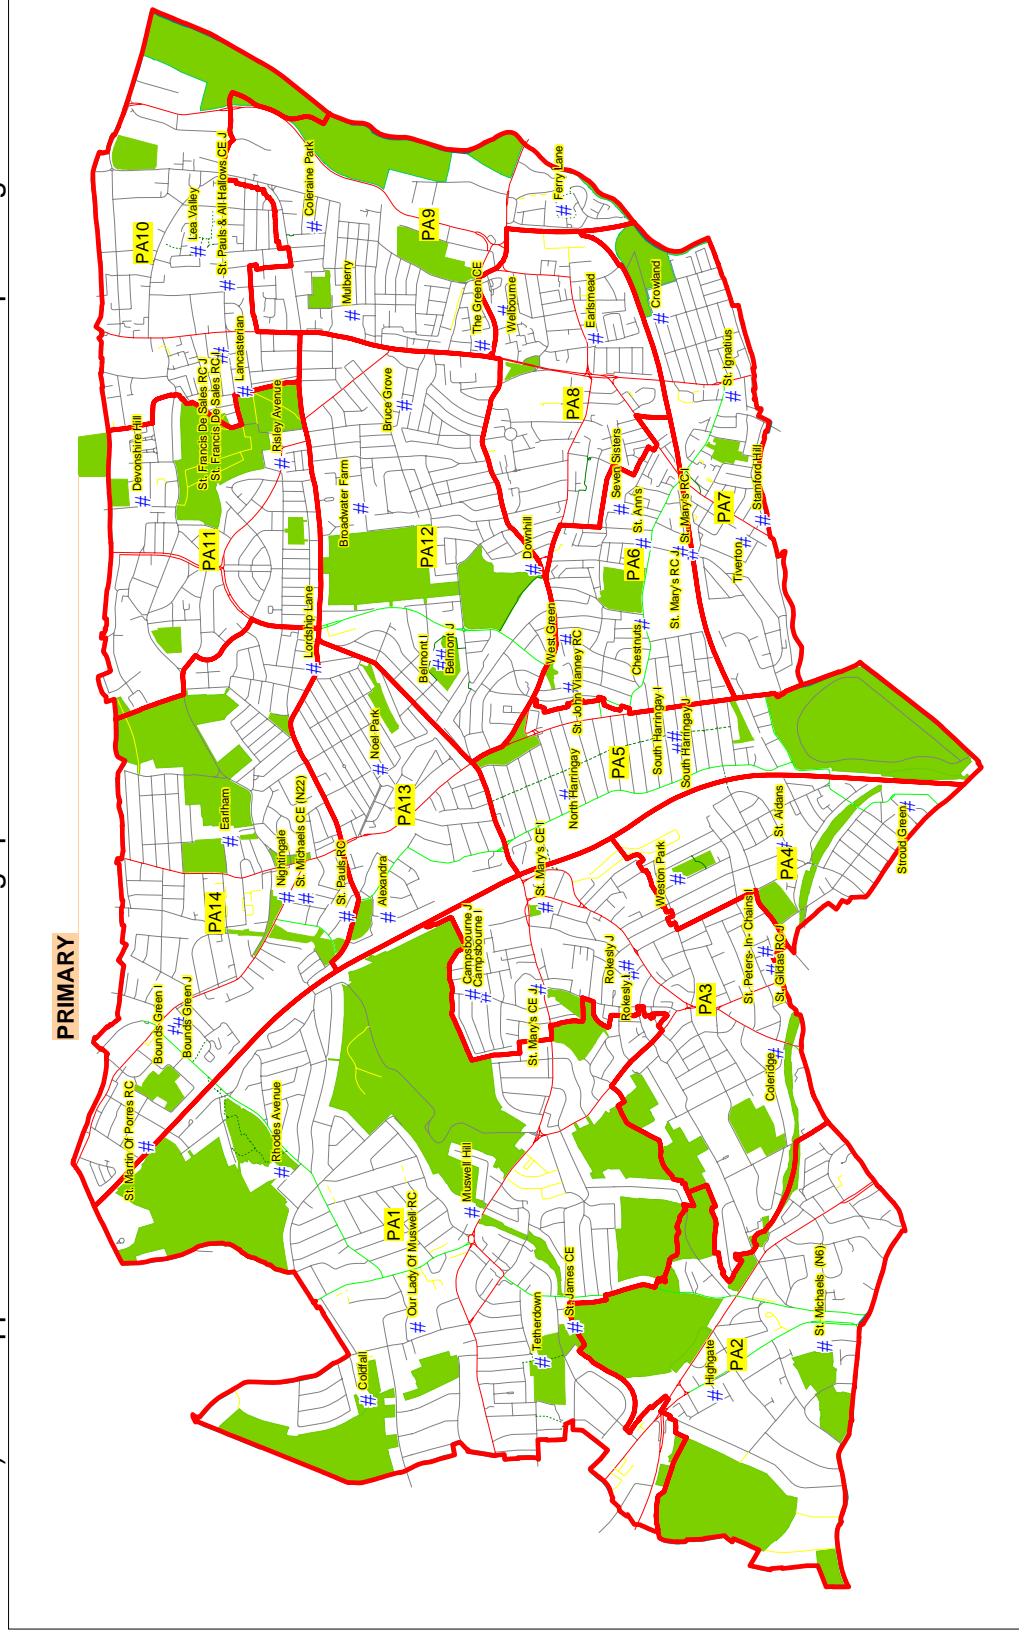 PRIMARY
PA10
Lea Valley
St. Pauls & All Hallows CE J
Coleraine Park
PA9
Mulberry
The Green CE
Welbourne
Ferry Lane
Earlsmead
Crowland
St. Ignatius
Lancasterian
St. Francis De Sales RC J
St. Francis De Sales RC I
Risley Avenue
Devonshire Hill
PA11
Bruce Grove
Broadwater Farm
PA12
PA8
Seven Sisters
St. Ann's
St. Mary's RC I
St. Mary's RC J
PA7
Stamford Hill
Tiverton
PA6
Downhill
Chestnuts
West Green
St. John Vianney RC
Lordship Lane
Belmont I
Belmont J
Noel Park
PA13
PA5
South Harringay I
South Harringay J
North Harringay
Earlham
Nightingale
St. Michaels CE (N22)
St. Pauls RC
Alexandra
PA14
St. Mary's CE I
Weston Park
St. Aidans
PA4
Stroud Green
Bounds Green I
Bounds Green J
Campsbourne J
Campsbourne I
Rokesly J
Rokesly I
St. Mary's CE J
St. Peters- In- Chains I
St. Gildas RC J
PA3
Coleridge
St. Martin Of Porres RC
Rhodes Avenue
Muswell Hill
PA1
Our Lady Of Muswell RC
Coldfall
Tetherdown
St. James CE
Highgate
PA2
St. Michaels (N6)